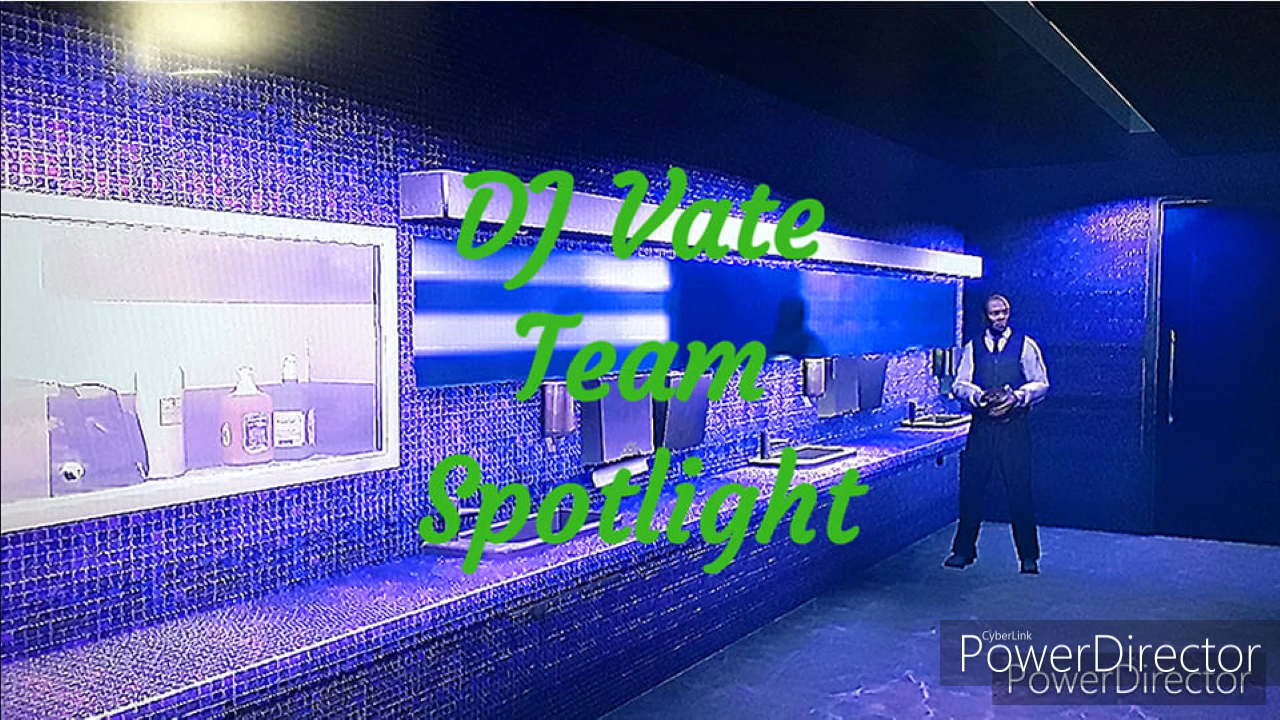 DJ Vate
Team
Spotlight
CyberLink
PowerDirector
PowerDirector